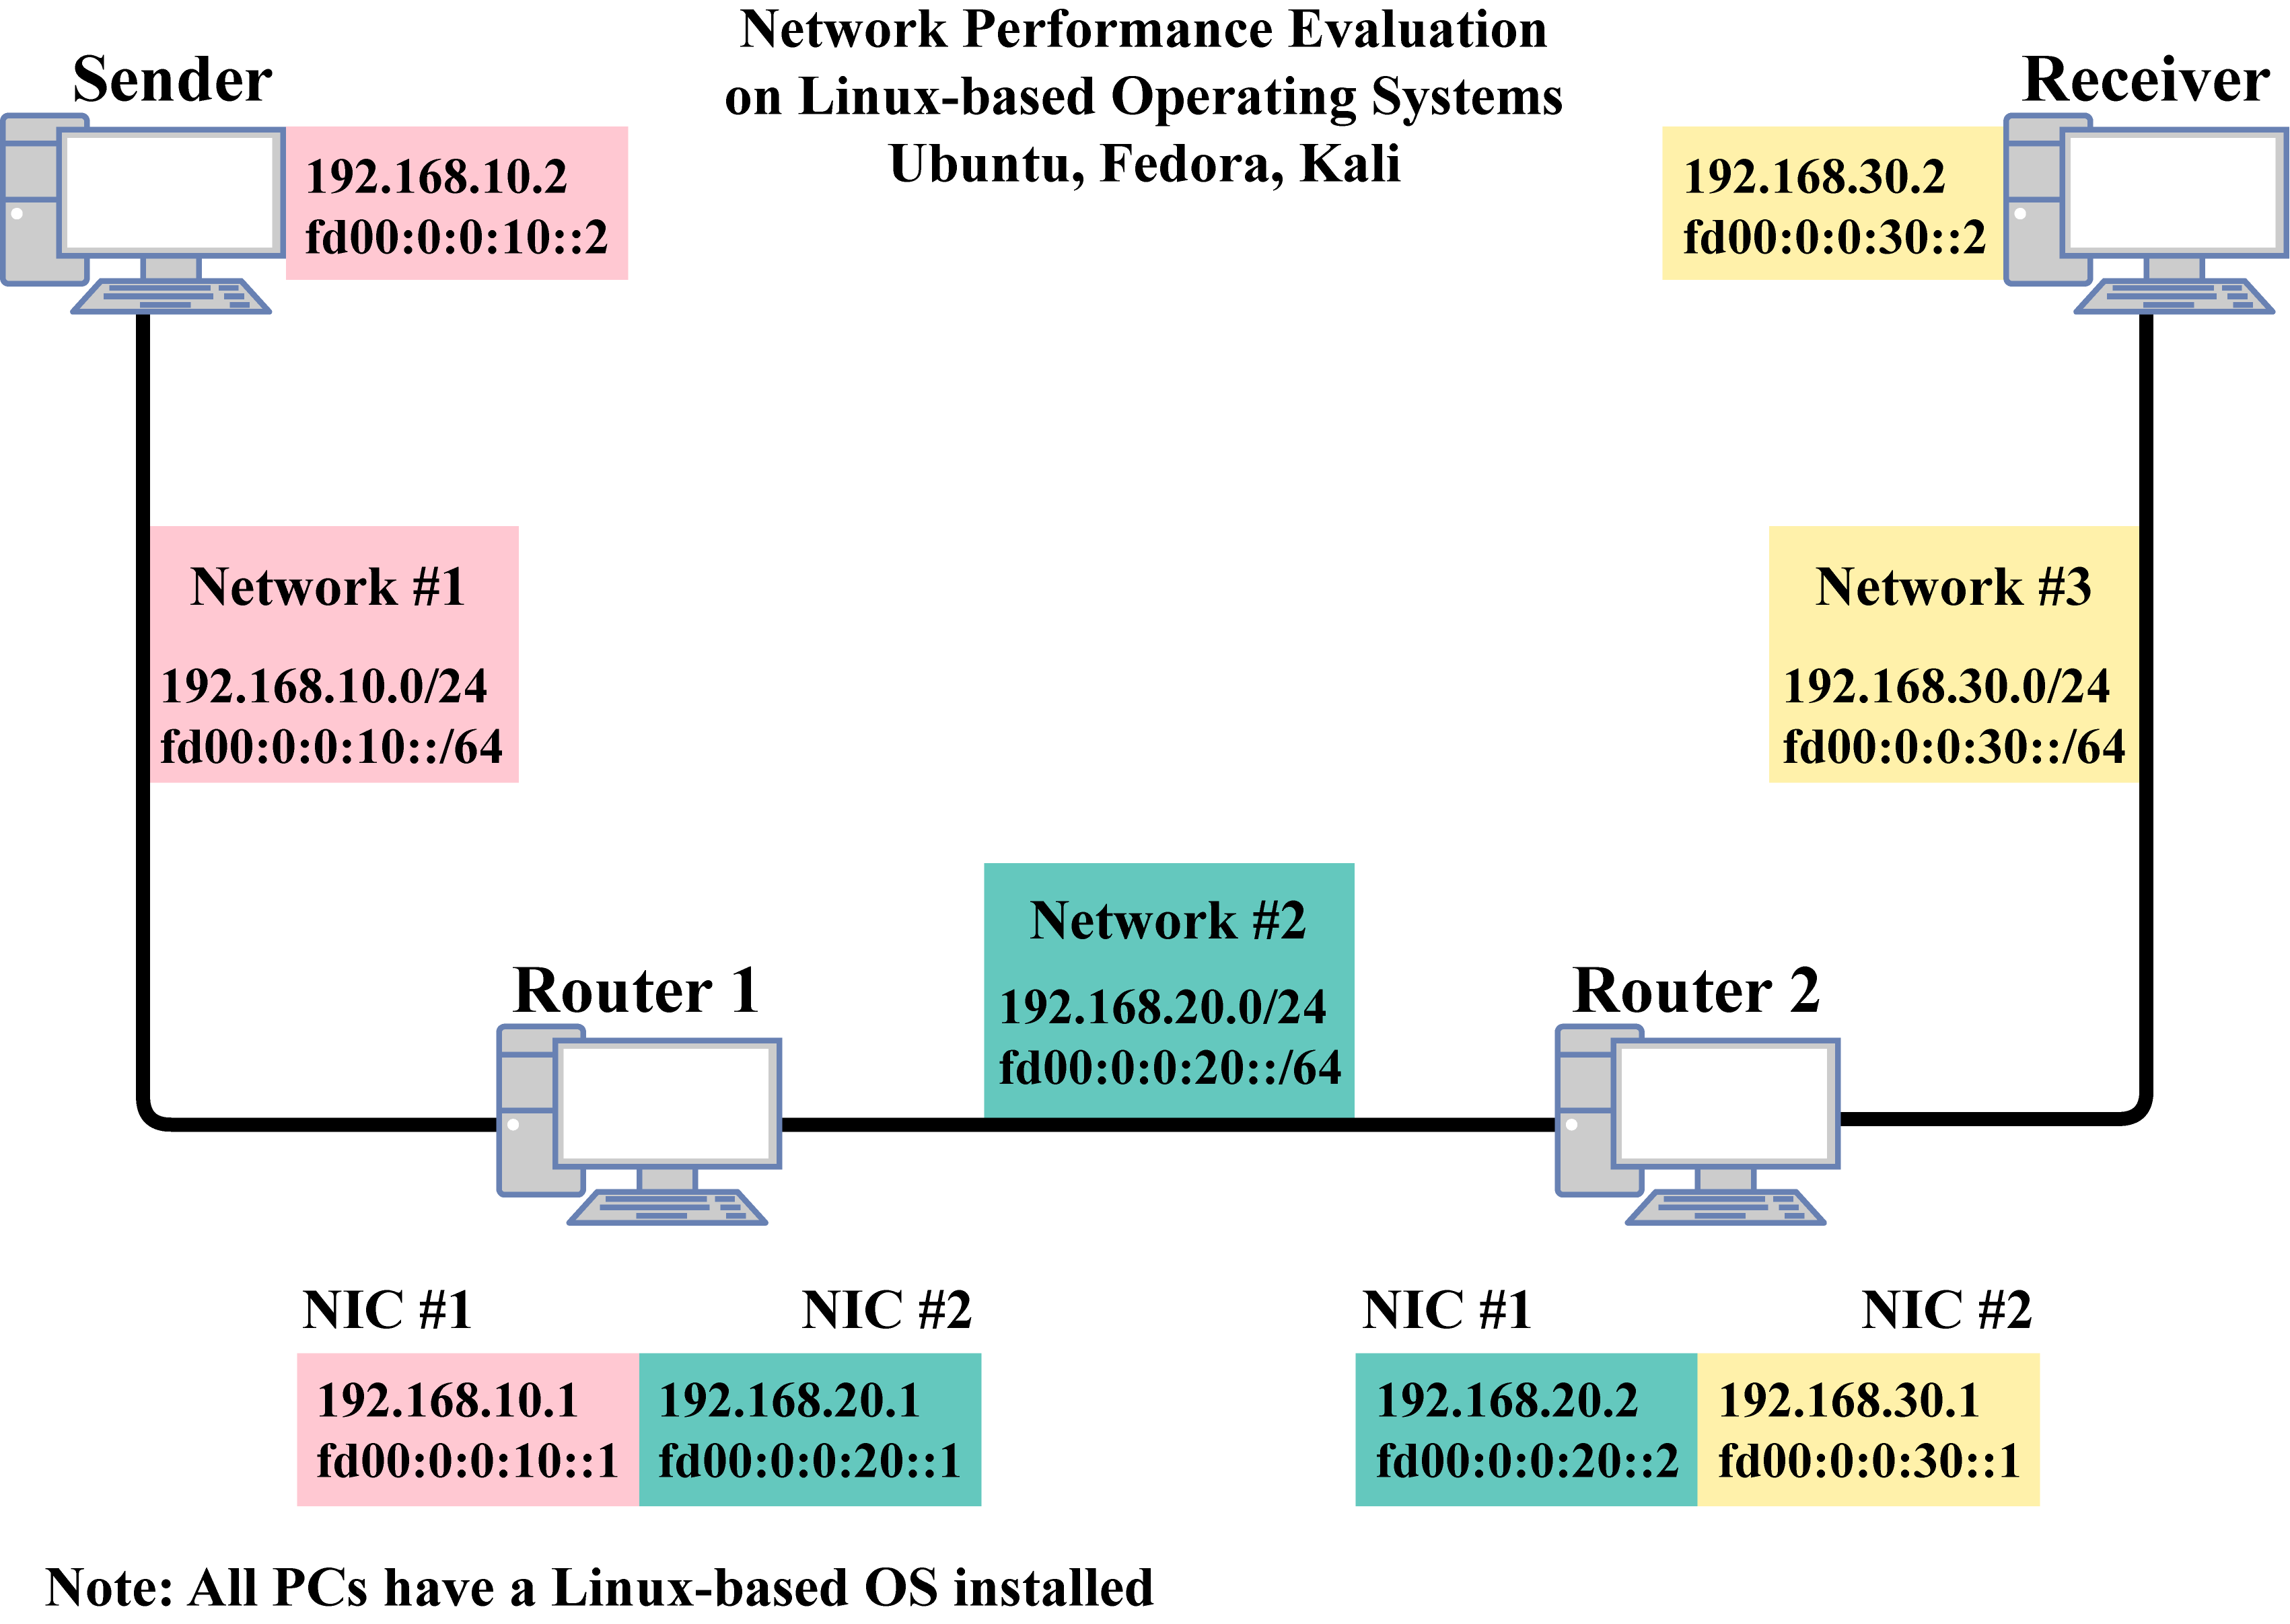 Network Performance Evaluation
on Linux-based Operating Systems
Ubuntu, Fedora, Kali
Sender
192.168.10.2
fd00:0:0:10::2
Receiver
192.168.30.2
fd00:0:0:30::2
Network #1
192.168.10.0/24
fd00:0:0:10::/64
Network #3
192.168.30.0/24
fd00:0:0:30::/64
Network #2
192.168.20.0/24
fd00:0:0:20::/64
Router 1
Router 2
NIC #1
NIC #2
192.168.10.1
fd00:0:0:10::1
192.168.20.1
fd00:0:0:20::1
NIC #1
NIC #2
192.168.20.2
fd00:0:0:20::2
192.168.30.1
fd00:0:0:30::1
Note: All PCs have a Linux-based OS installed